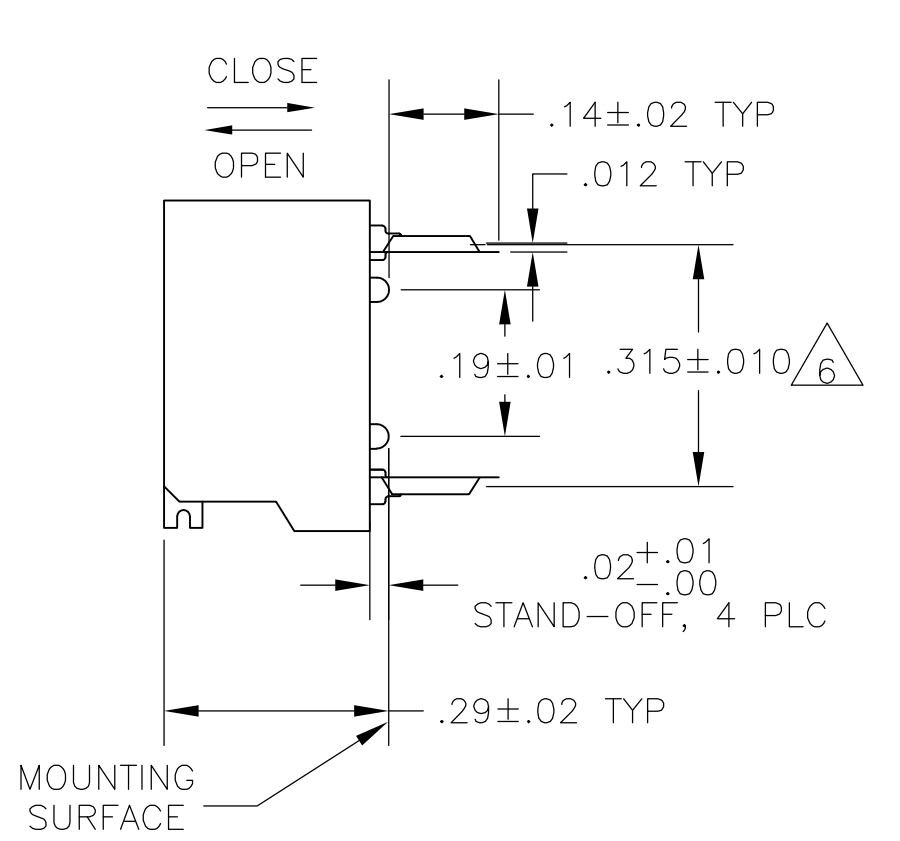 CLOSE
OPEN
.14±.02 TYP
.012 TYP
.19±.01
.315±.010
6
.02+.01
-.00
STAND-OFF, 4 PLC
.29±.02 TYP
MOUNTING
SURFACE